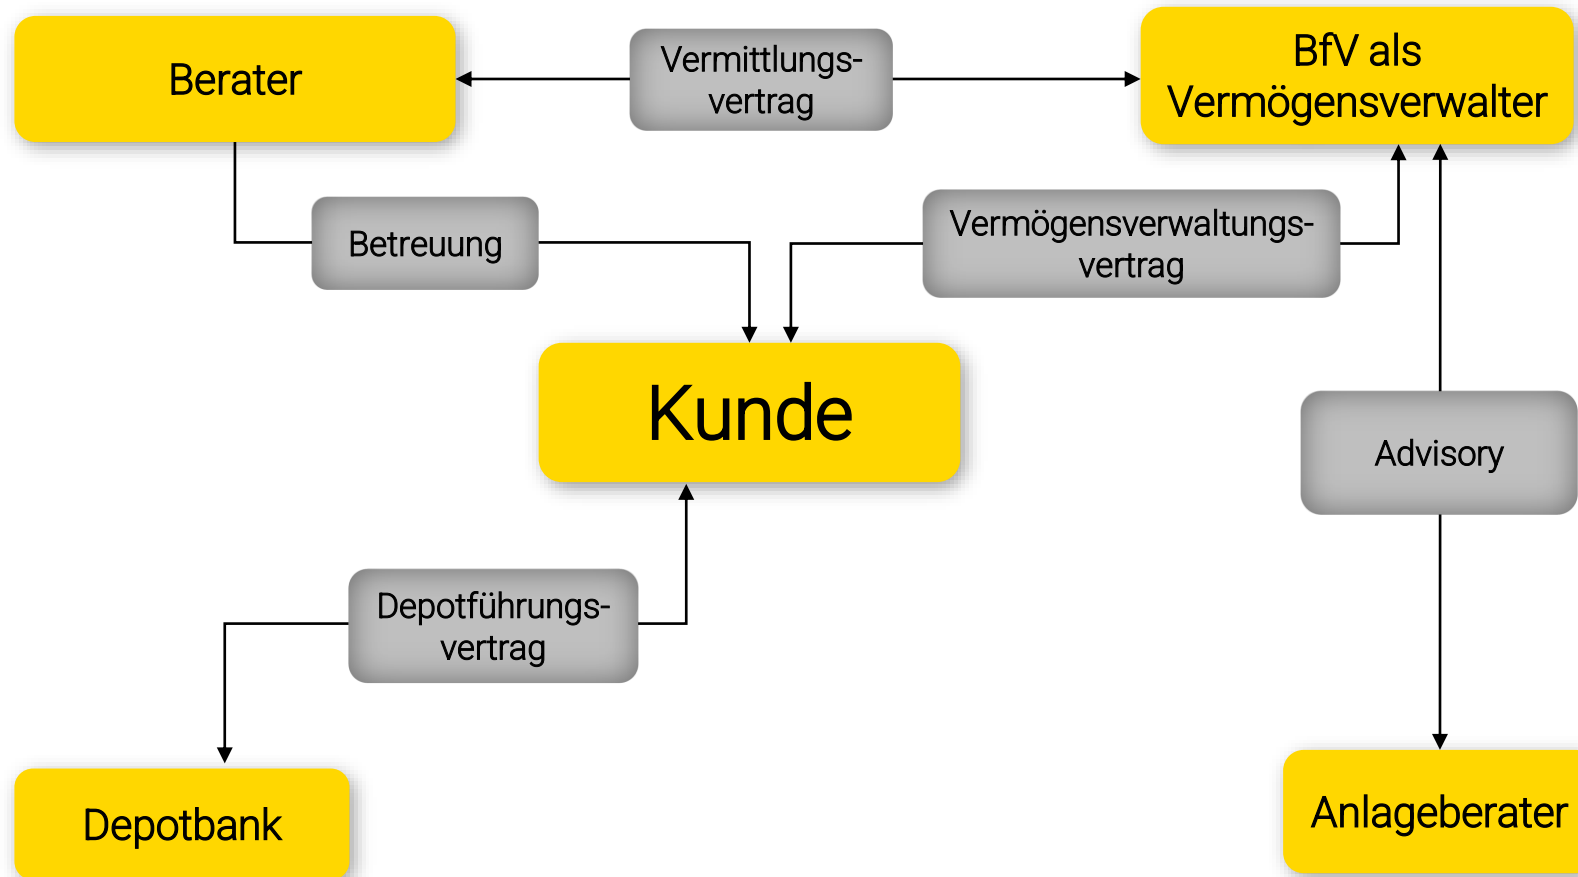 Berater
Vermittlungs-
vertrag
BfV als
Vermögensverwalter
Betreuung
Vermögensverwaltungs-
vertrag
Kunde
Advisory
Depotführungs-
vertrag
Depotbank
Anlageberater